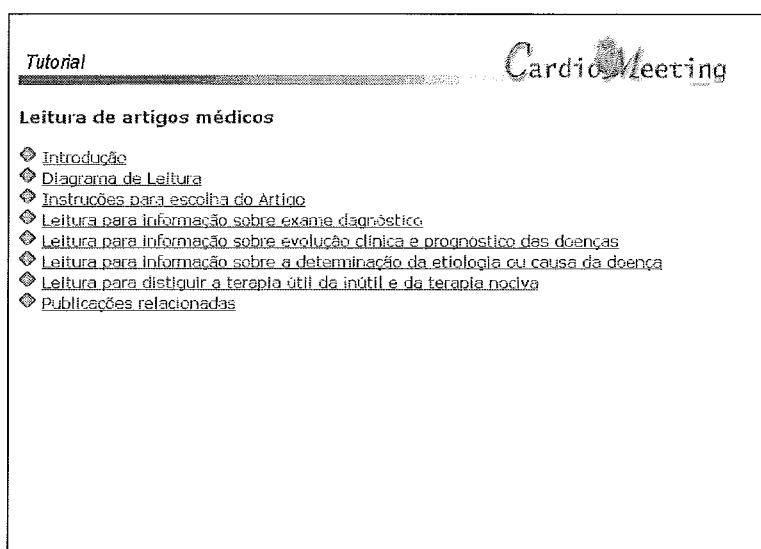 Tutorial
CardioMeeting
Leitura de artigos médicos
Introdução
Diagrama de Leitura
Instruções para escolha do Artigo
Leitura para informação sobre exame dagnóstico
Leitura para informação sobre evolução clínica e prognóstico das doenças
Leitura para informação sobre a determinação da etiologia ou causa da doença
Leitura para distiguir a terapia útil da inútil e da terapia nociva
Publicações relacionadas